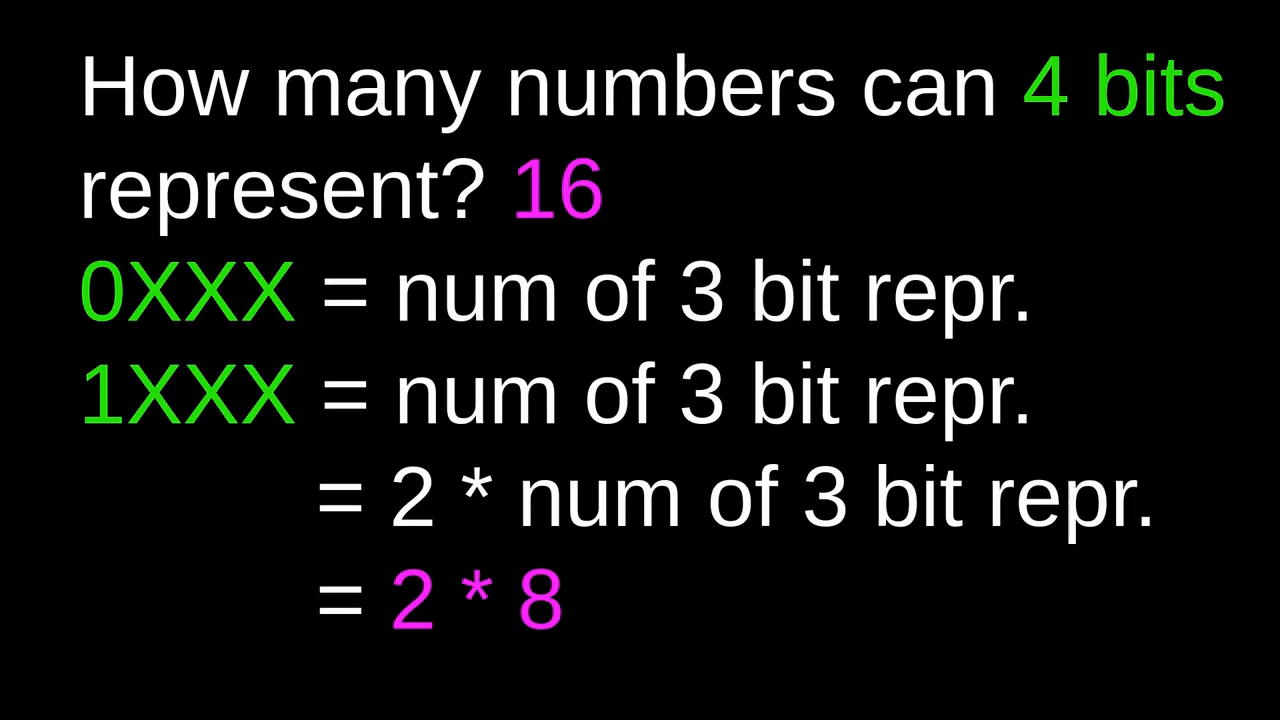 How many numbers can 4 bits
represent? 16
0XXX = num of 3 bit repr.
1XXX = num of 3 bit repr.
= 2 * num of 3 bit repr.
= 2 * 8